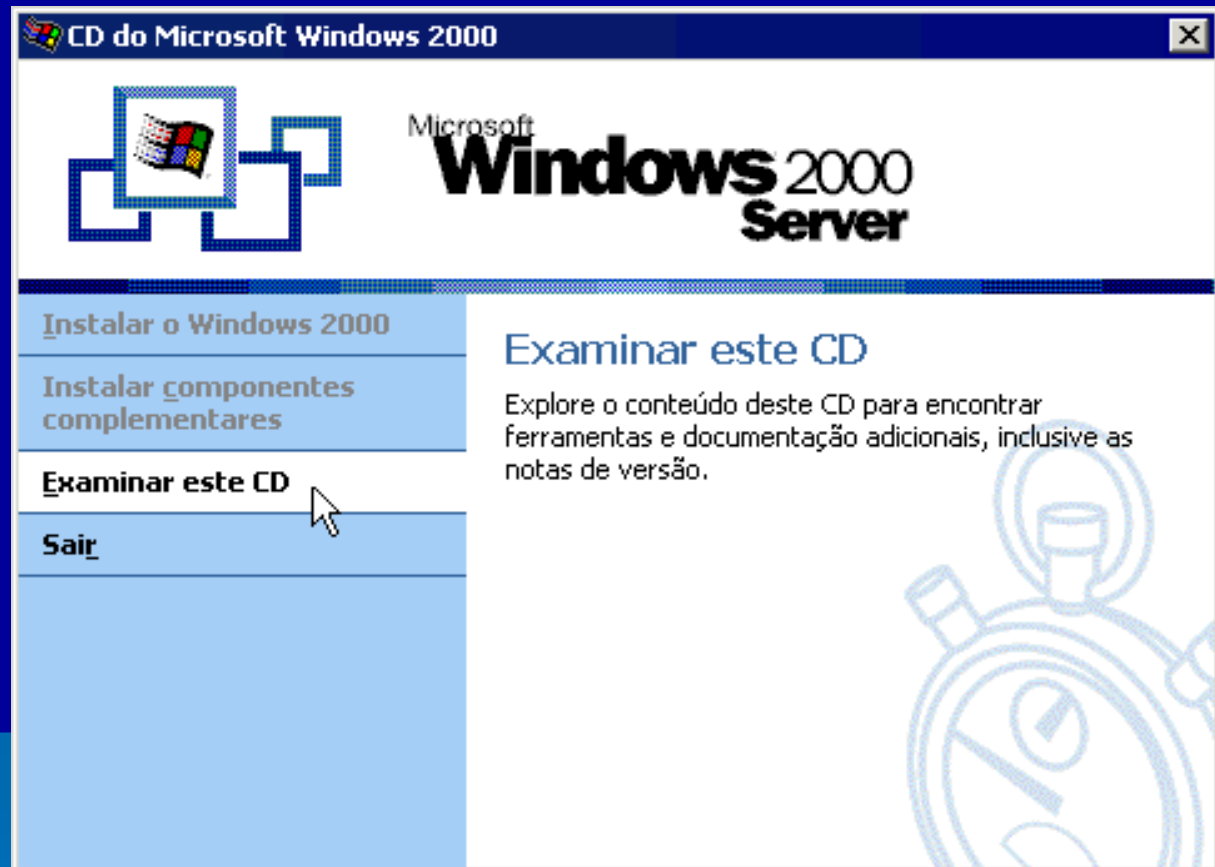 CD do Microsoft Windows 2000
Microsoft
Windows 2000
Server
Instalar o Windows 2000
Instalar componentes
complementares
Examinar este CD
Sair
Examinar este CD
Explore o conteúdo deste CD para encontrar
ferramentas e documentação adicionais, inclusive as
notas de versão.